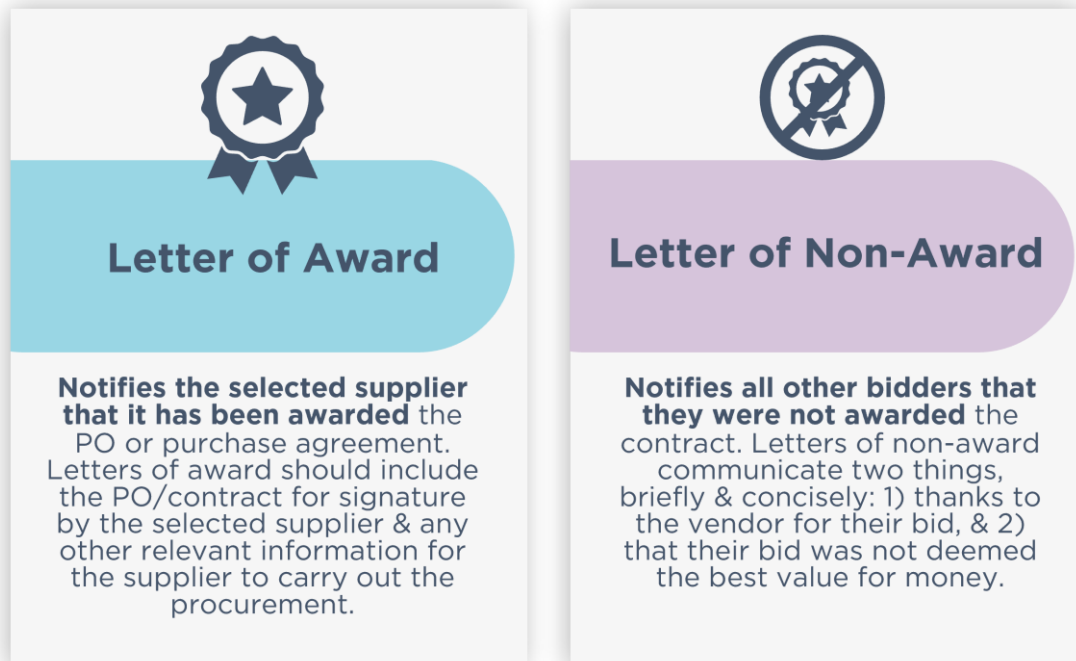 Letter of Award
Notifies the selected supplier
that it has been awarded the
PO or purchase agreement.
Letters of award should include
the PO/contract for signature
by the selected supplier & any
other relevant information for
the supplier to carry out the
procurement.
Letter of Non-Award
Notifies all other bidders that
they were not awarded the
contract. Letters of non-award
communicate two things,
briefly & concisely: 1) thanks to
the vendor for their bid, & 2)
that their bid was not deemed
the best value for money.